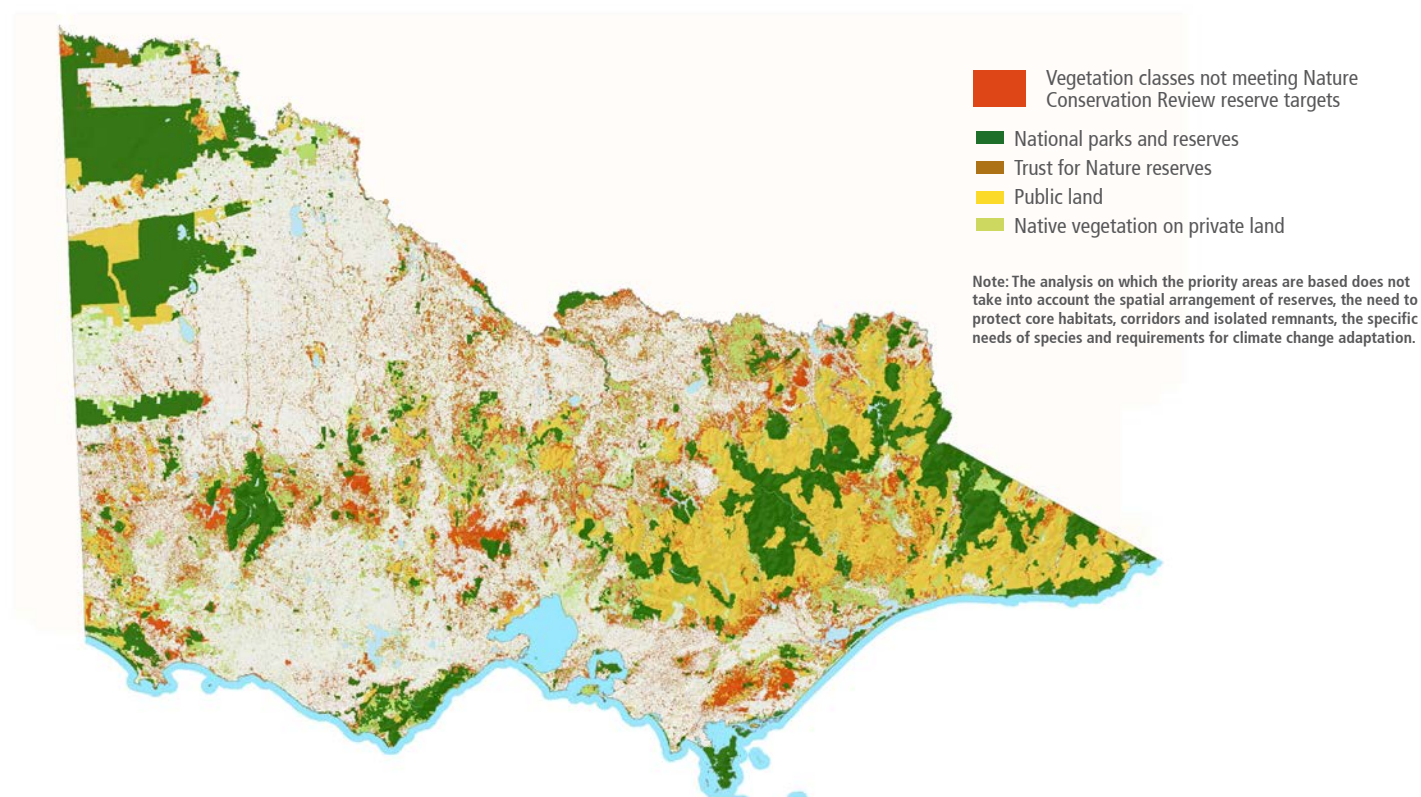 Vegetation classes not meeting Nature
Conservation Review reserve targets
National parks and reserves
Trust for Nature reserves
Public land
Native vegetation on private land
Note: The analysis on which the priority areas are based does not
take into account the spatial arrangement of reserves, the need to
protect core habitats, corridors and isolated remnants, the specific
needs of species and requirements for climate change adaptation.